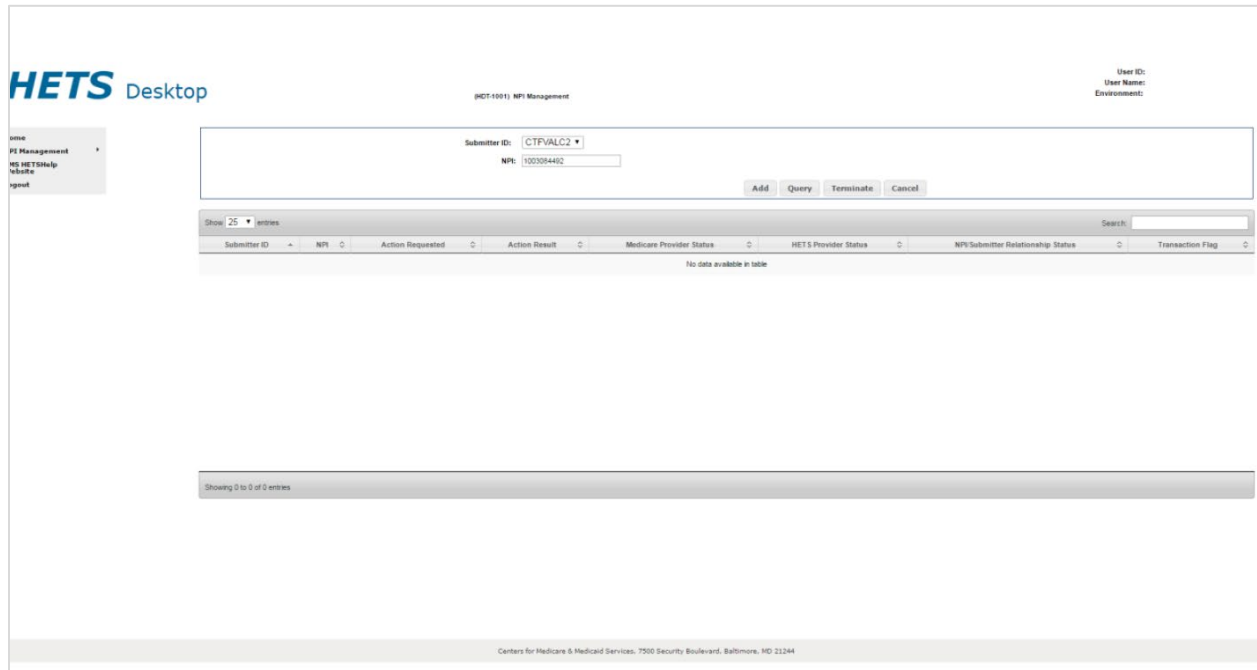 HETS Desktop
(HDT-1001) NPI Management
User ID:
User Name:
Environment:
ome
PI Management
MS HETSHelp
ebsite
ogout
Submitter ID: CTFVALC2
NPI: 1003084492
Add Query Terminate Cancel
Show 25 entries Search:
Submitter ID NPI Action Requested Action Result Medicare Provider Status HETS Provider Status NPI/Submitter Relationship Status Transaction Flag
No data available in table
Showing 0 to 0 of 0 entries
Centers for Medicare & Medicaid Services, 7500 Security Boulevard, Baltimore, MD 21244